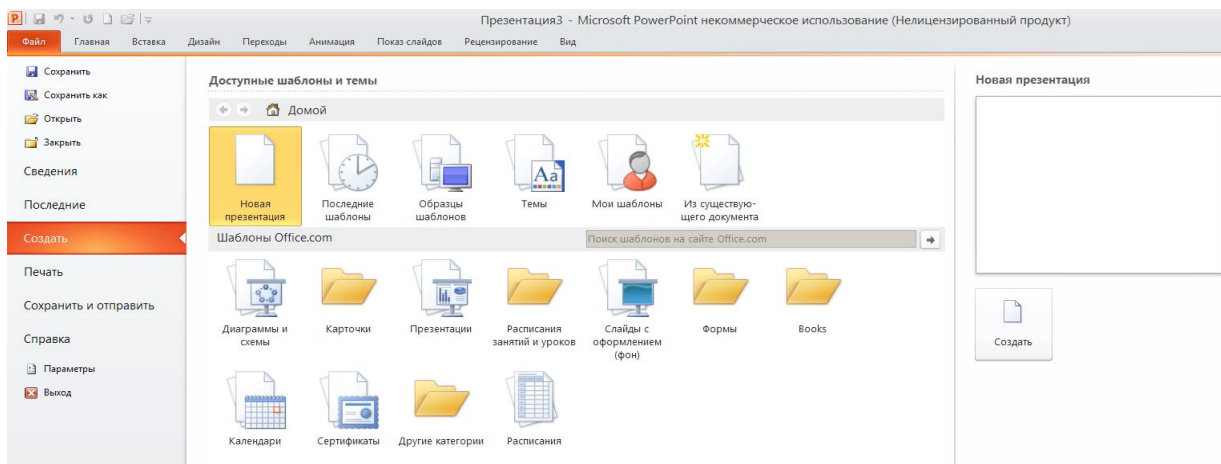 Презентация3 - Microsoft PowerPoint некоммерческое использование (Нелицензированный продукт)
Файл Главная Вставка Дизайн Переходы Анимация Показ слайдов Рецензирование Вид
Сохранить
Сохранить как
Открыть
Закрыть
Сведения
Последние
Создать
Печать
Сохранить и отправить
Справка
Параметры
Выход
Доступные шаблоны и темы
Домой
Новая презентация
Последние шаблоны
Образцы шаблонов
Темы
Мои шаблоны
Из существую-
щего документа
Шаблоны Office.com
Поиск шаблонов на сайте Office.com
Диаграммы и
схемы
Карточки
Презентации
Расписания
занятий и уроков
Слайды с
оформлением
(фон)
Формы
Books
Календари
Сертификаты
Другие категории
Расписания
Новая презентация
Создать